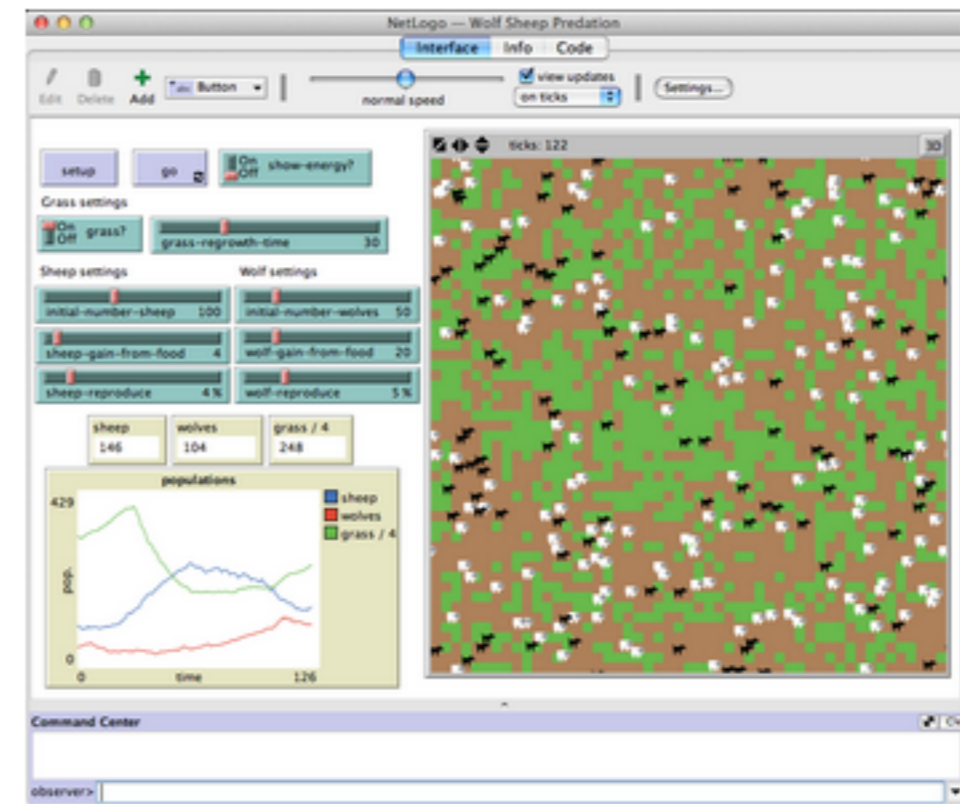 NetLogo — Wolf Sheep Predation
Interface Info Code
Edit Delete Add Button normal speed view updates on ticks Settings...
ticks: 122 3D
setup go On Off show-energy?
Grass settings
On Off grass? grass-regrowth-time 30
Sheep settings Wolf settings
initial-number-sheep 100 initial-number-wolves 50
sheep-gain-from-food 4 wolf-gain-from-food 20
sheep-reproduce 4 % wolf-reproduce 5 %
sheep wolves grass / 4
146 104 248
populations
429
pop.
0
0 time 126
sheep
wolves
grass / 4
Command Center
observer>